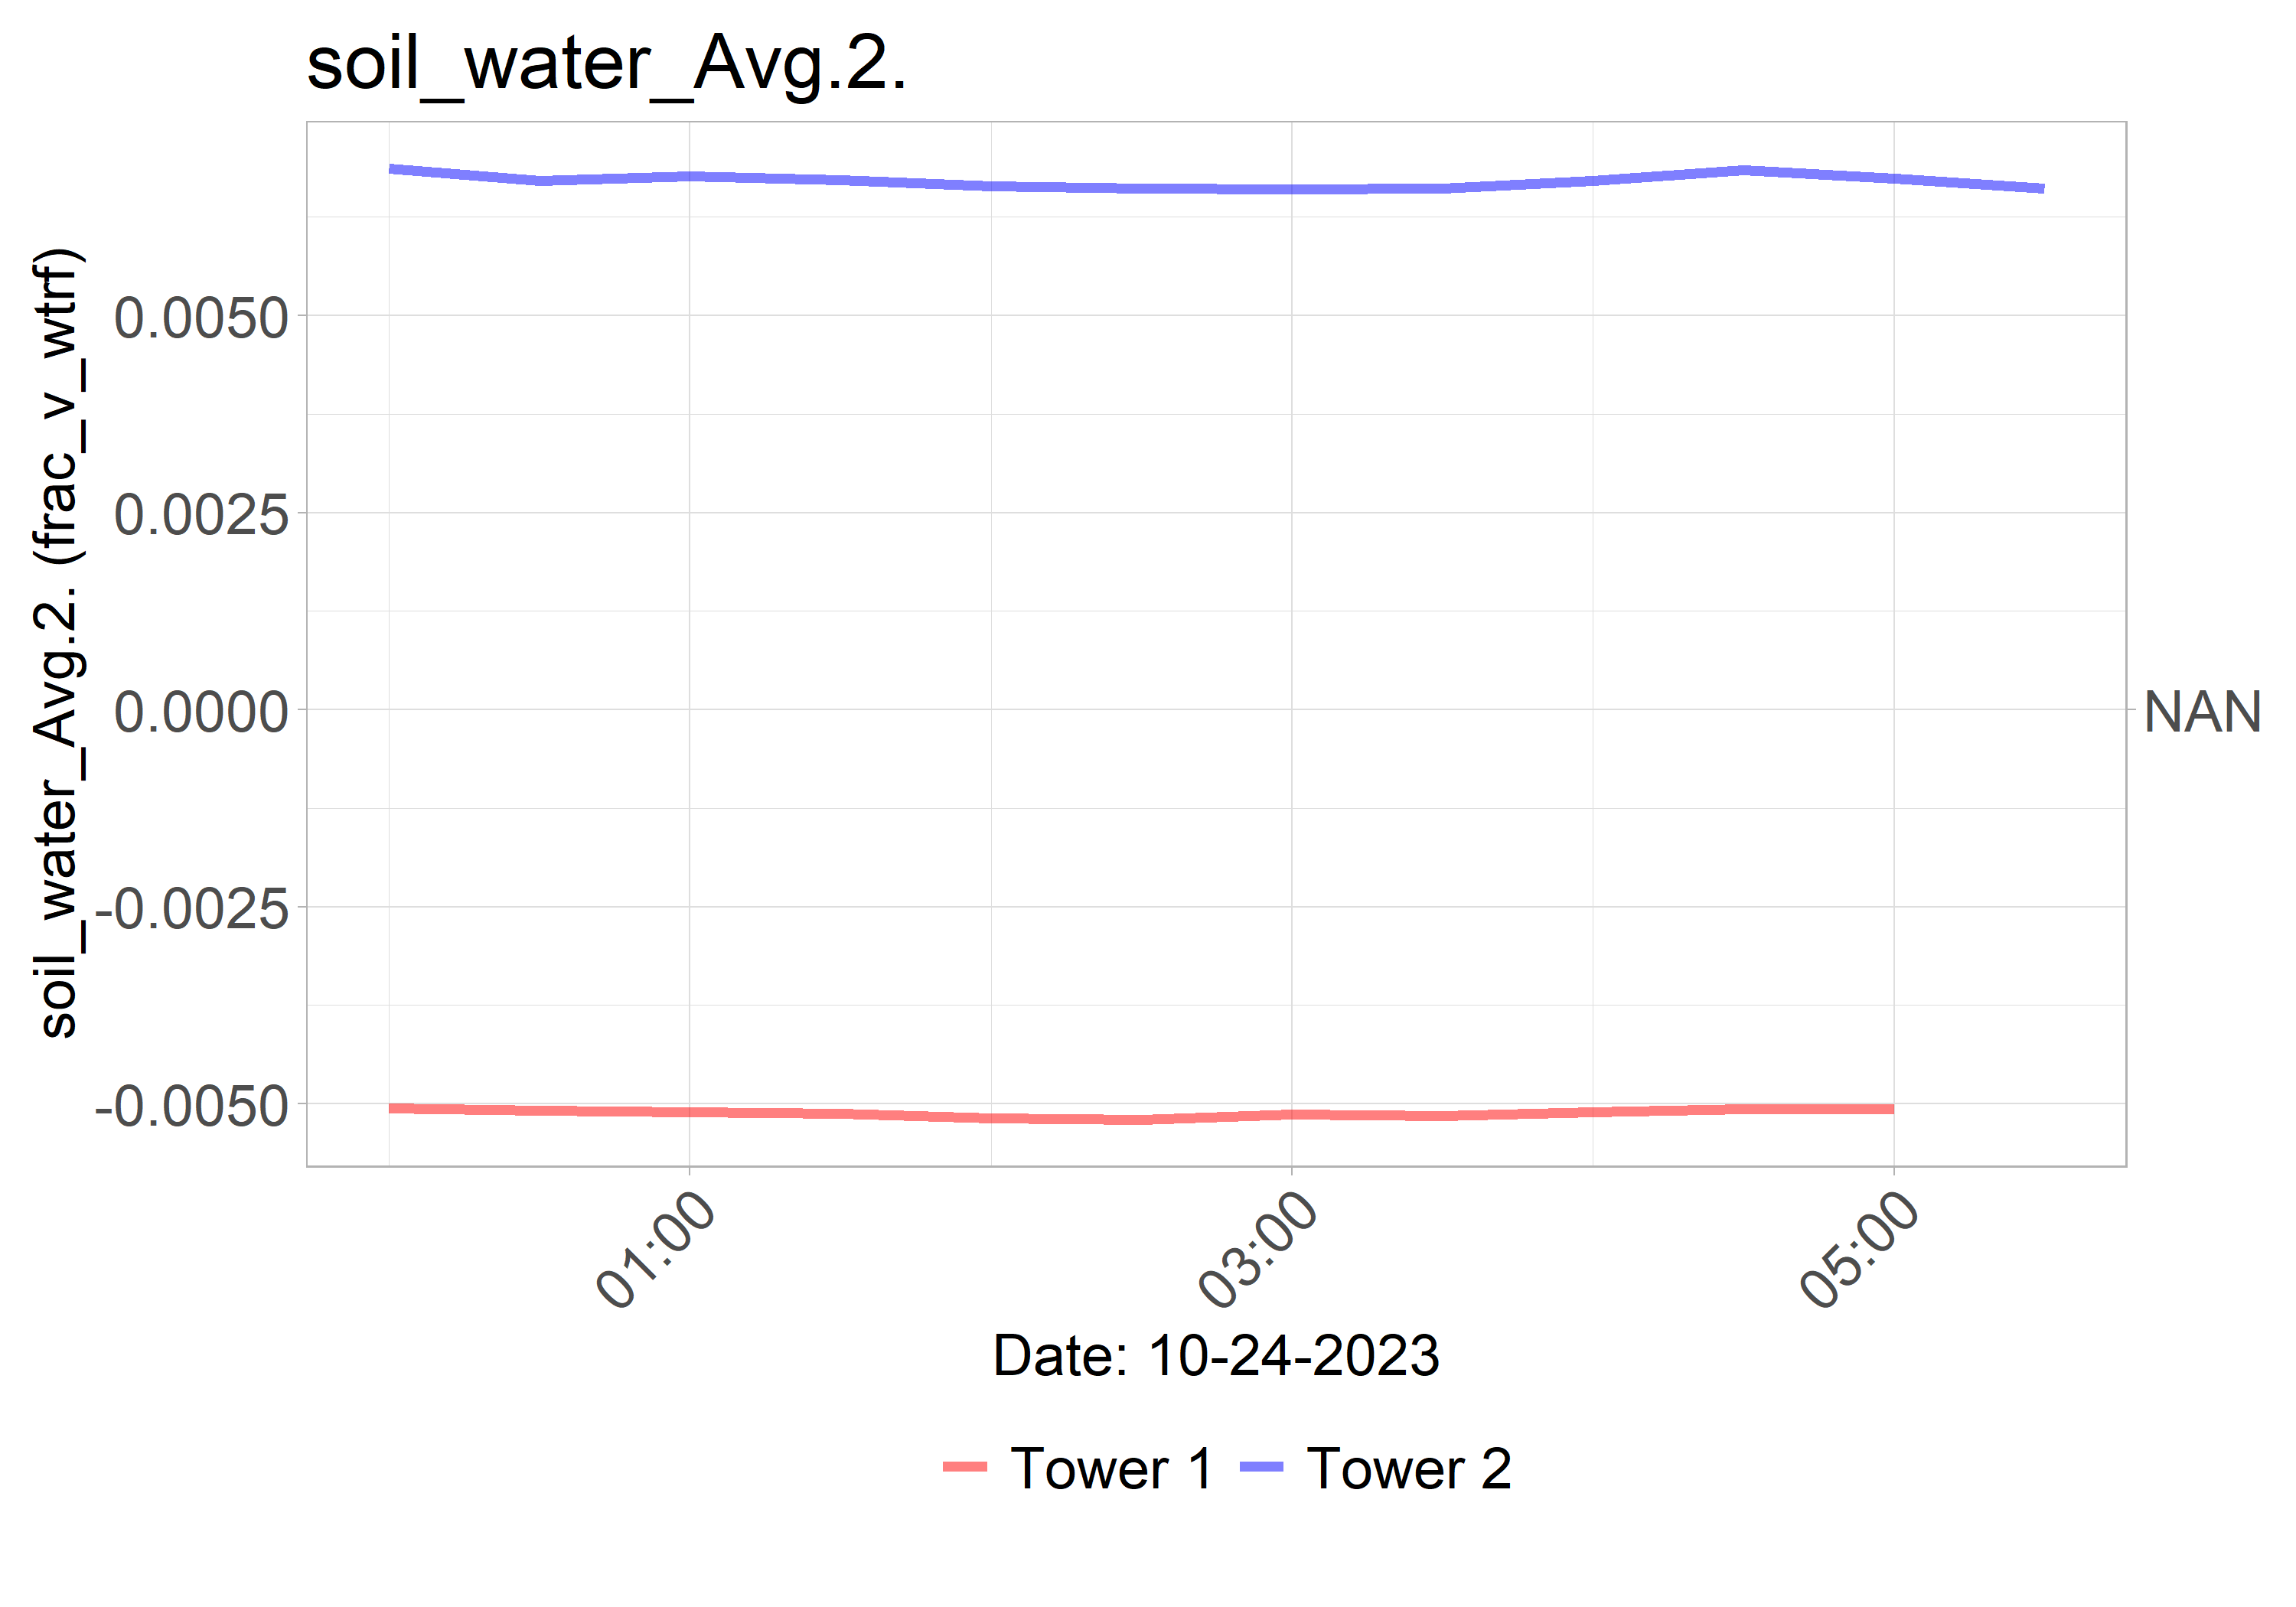 soil_water_Avg.2.
soil_water_Avg.2. (frac_v_wtrf)
0.0050
0.0025
0.0000
-0.0025
-0.0050
NAN
01:00
03:00
05:00
Date: 10-24-2023
Tower 1
Tower 2